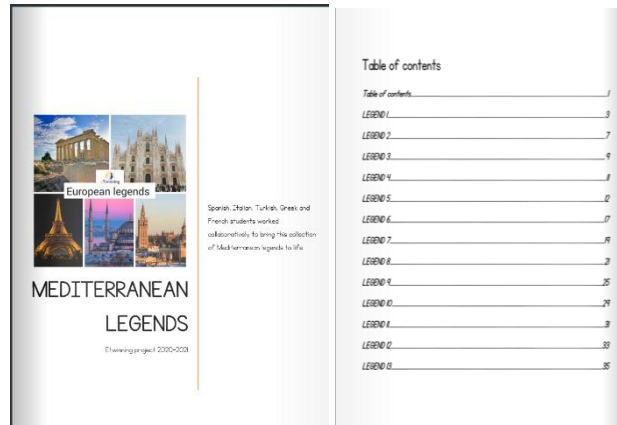 European legends
MEDITERRANEAN
LEGENDS
Etwinning project 2020-2021
Spanish, Italian, Turkish, Greek and
French students worked
collaboratively to bring this collection
of Mediterranean legends to life.
Table of contents
Table of contents 1
LEGEND 1 3
LEGEND 2 7
LEGEND 3 9
LEGEND 4 11
LEGEND 5 12
LEGEND 6 17
LEGEND 7 19
LEGEND 8 21
LEGEND 9 25
LEGEND 10 29
LEGEND 11 31
LEGEND 12 33
LEGEND 13 35